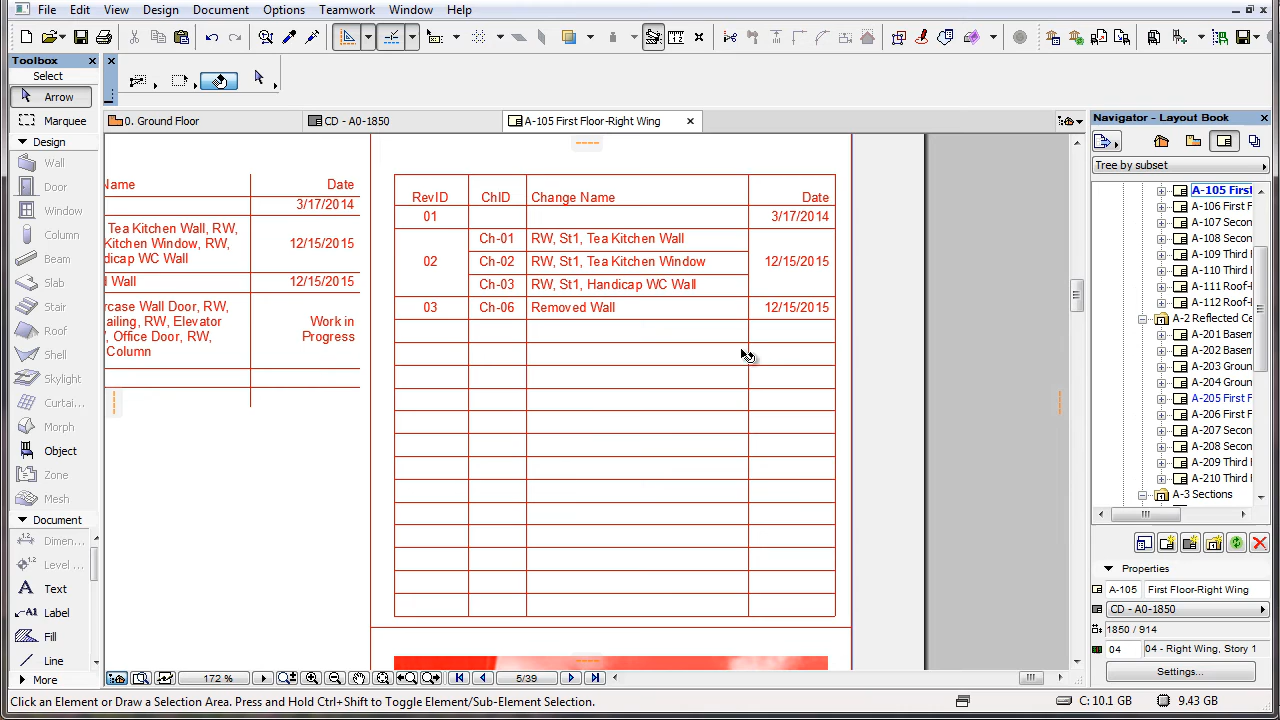 File Edit View Design Document Options Teamwork Window Help
Toolbox
Select
Arrow
Marquee
Design
Wall
Door
Window
Column
Beam
Slab
Stair
Roof
Shell
Skylight
Curtai...
Morph
Object
Zone
Mesh
Document
Dimen...
Level ...
Text
Label
Fill
Line
More
0. Ground Floor
CD - A0-1850
A-105 First Floor-Right Wing
Name Date
3/17/2014
Tea Kitchen Wall, RW,
Kitchen Window, RW,
dicap WC Wall
12/15/2015
d Wall 12/15/2015
rcase Wall Door, RW,
ailing, RW, Elevator
, Office Door, RW,
Column
Work in
Progress
RevID ChID Change Name Date
01 3/17/2014
Ch-01 RW, St1, Tea Kitchen Wall
02 Ch-02 RW, St1, Tea Kitchen Window 12/15/2015
Ch-03 RW, St1, Handicap WC Wall
03 Ch-06 Removed Wall 12/15/2015
Navigator - Layout Book
Tree by subset
A-105 First
A-106 First F
A-107 Secon
A-108 Secon
A-109 Third
A-110 Third
A-111 Roof-
A-112 Roof-
A-2 Reflected Ce
A-201 Basem
A-202 Basem
A-203 Groun
A-204 Groun
A-205 First F
A-206 First F
A-207 Secon
A-208 Secon
A-209 Third
A-210 Third
A-3 Sections
Properties
A-105 First Floor-Right Wing
CD - A0-1850
1850 / 914
04 04 - Right Wing, Story 1
Settings...
172 % 5/39
Click an Element or Draw a Selection Area. Press and Hold Ctrl+Shift to Toggle Element/Sub-Element Selection.
C: 10.1 GB 9.43 GB